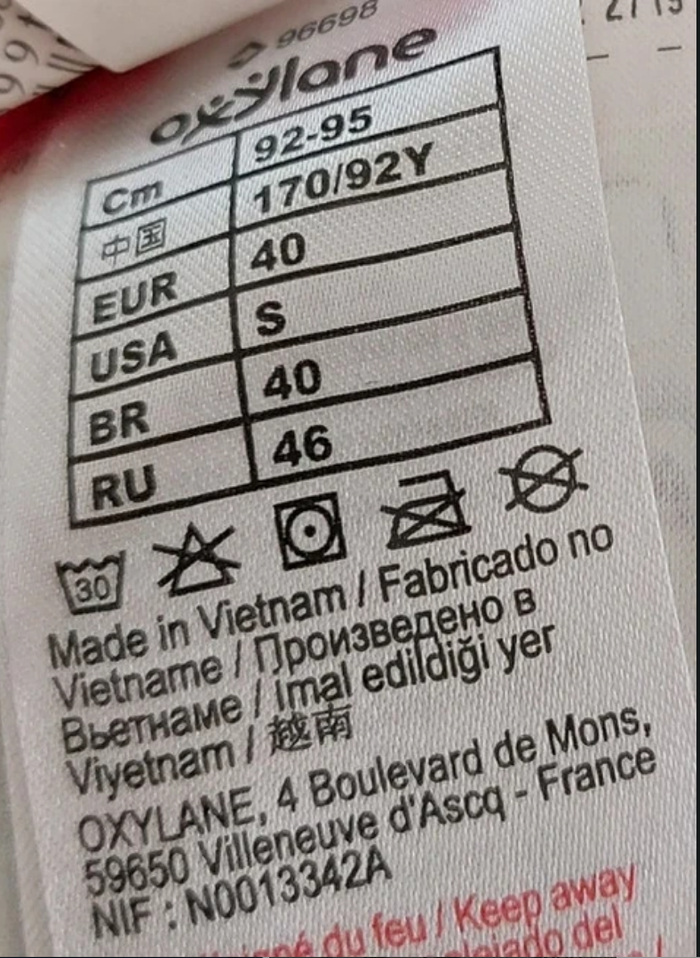 96698
oxylane
Cm 92-95
中国 170/92Y
EUR 40
USA S
BR 40
RU 46
30
Made in Vietnam / Fabricado no
Vietname / Произведено в
Вьетнаме / İmal edildiği yer
Viyetnam / 越南
OXYLANE, 4 Boulevard de Mons,
59650 Villeneuve d'Ascq - France
NIF : N0013342A
du feu / Keep away
del